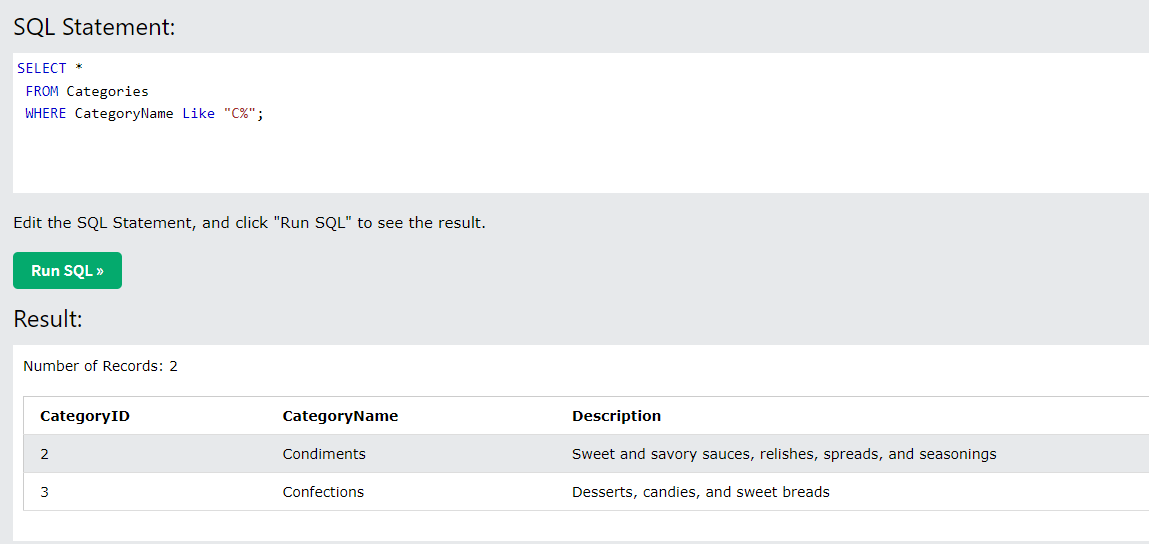 SQL Statement:
SELECT *
FROM Categories
WHERE CategoryName Like "C%";
Edit the SQL Statement, and click "Run SQL" to see the result.
Run SQL »
Result:
Number of Records: 2
CategoryID CategoryName Description
2 Condiments Sweet and savory sauces, relishes, spreads, and seasonings
3 Confections Desserts, candies, and sweet breads